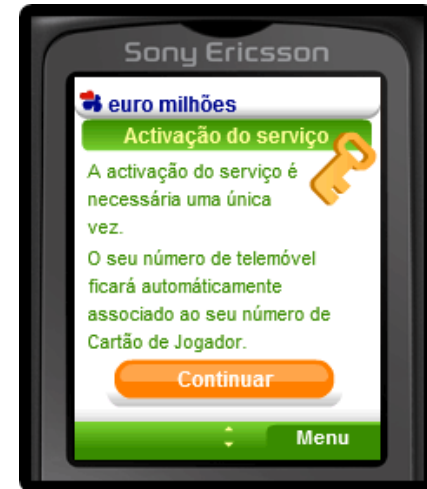 Sony Ericsson
euro milhões
Activação do serviço
A activação do serviço é
necessária uma única
vez.
O seu número de telemóvel
ficará automáticamente
associado ao seu número de
Cartão de Jogador.
Continuar
Menu